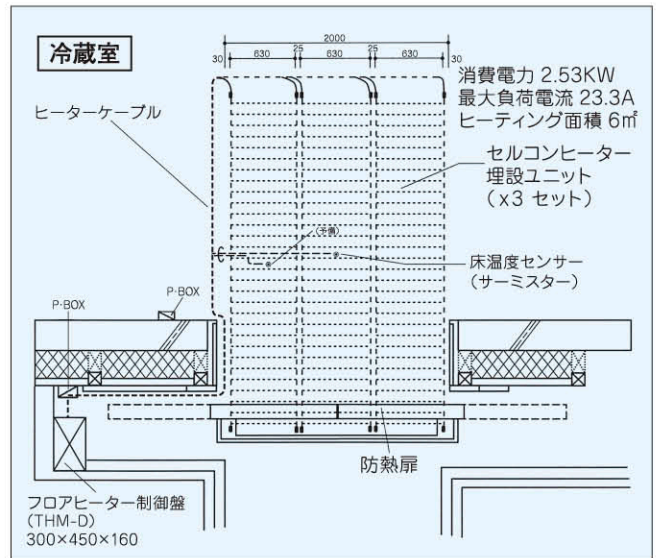 冷蔵室
2000
30 630 25 630 25 630 30
消費電力 2.53KW
最大負荷電流 23.3A
ヒーティング面積 6㎡
ヒーターケーブル
セルコンヒーター
埋設ユニット
(x3 セット)
(予備)
床温度センサー
(サーミスター)
P-BOX
P-BOX
防熱扉
フロアヒーター制御盤
(THM-D)
300×450×160